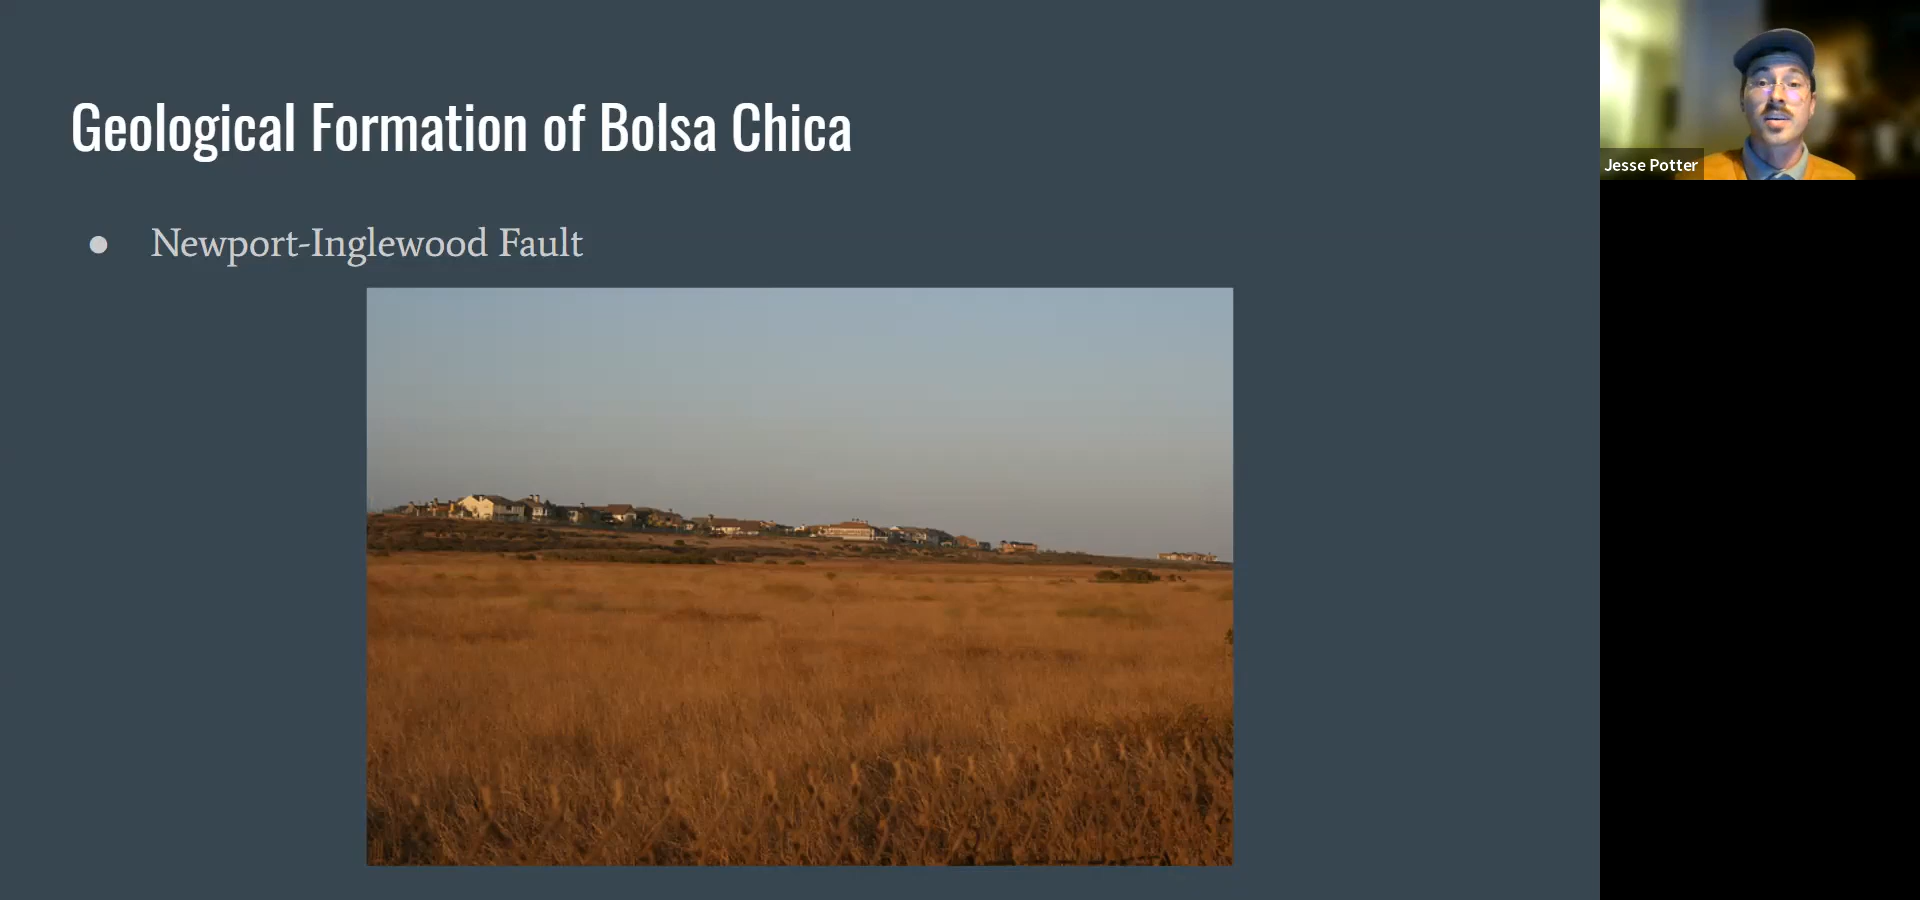 Geological Formation of Bolsa Chica
● Newport-Inglewood Fault
Jesse Potter